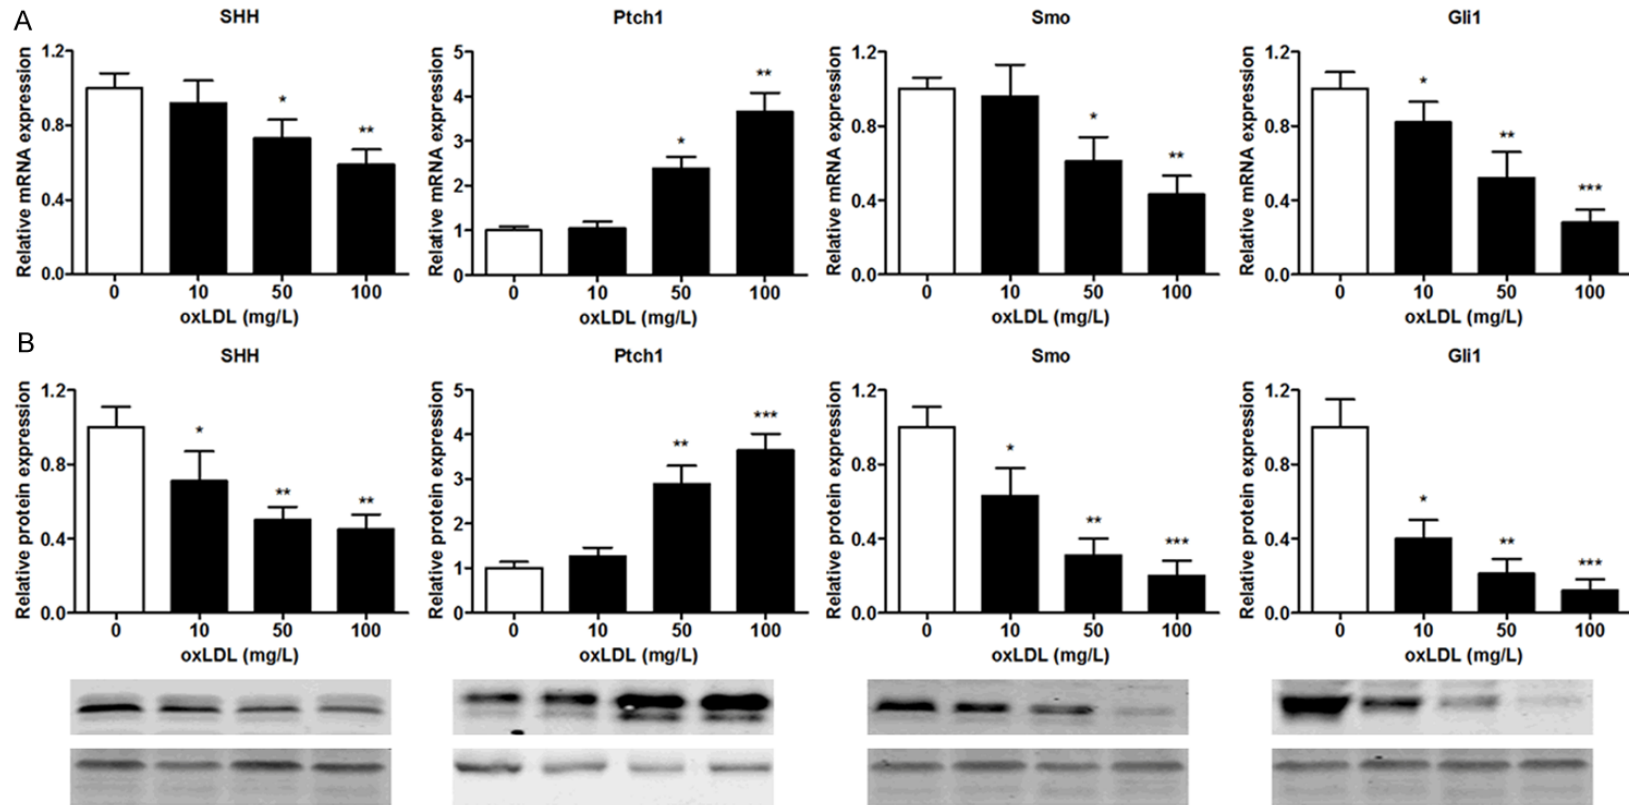 A
SHH
Ptch1
Smo
Gli1
Relative mRNA expression
1.2
0.8
0.4
0.0
*
**
0 10 50 100
oxLDL (mg/L)
Relative mRNA expression
5
4
3
2
1
0
*
**
0 10 50 100
oxLDL (mg/L)
Relative mRNA expression
1.2
0.8
0.4
0.0
*
**
0 10 50 100
oxLDL (mg/L)
Relative mRNA expression
1.2
0.8
0.4
0.0
*
**
***
0 10 50 100
oxLDL (mg/L)
B
SHH
Ptch1
Smo
Gli1
Relative protein expression
1.2
0.8
0.4
0.0
*
**
**
0 10 50 100
oxLDL (mg/L)
Relative protein expression
5
4
3
2
1
0
**
***
0 10 50 100
oxLDL (mg/L)
Relative protein expression
1.2
0.8
0.4
0.0
*
**
***
0 10 50 100
oxLDL (mg/L)
Relative protein expression
1.2
0.8
0.4
0.0
*
**
***
0 10 50 100
oxLDL (mg/L)